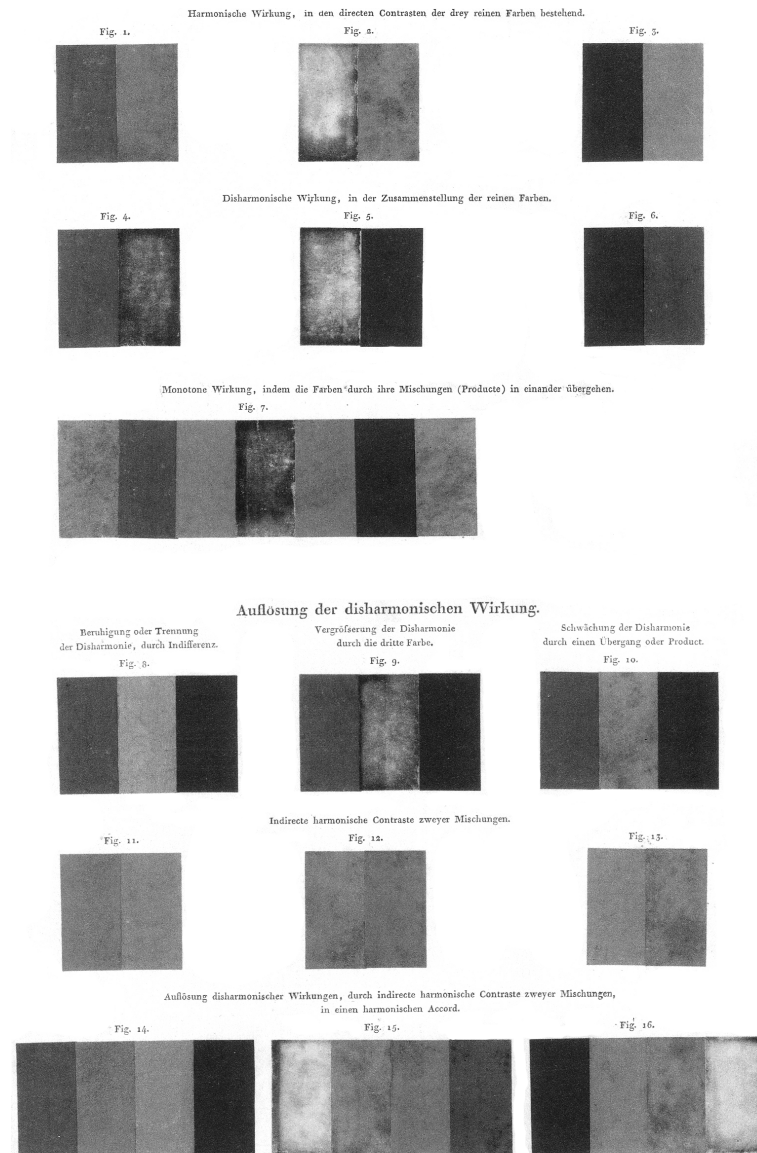 Harmonische Wirkung, in den directen Contrasten der drey reinen Farben bestehend.
Fig. 1.
Fig. 2.
Fig. 3.
Disharmonische Wirkung, in der Zusammenstellung der reinen Farben.
Fig. 4.
Fig. 5.
Fig. 6.
Monotone Wirkung, indem die Farben durch ihre Mischungen (Producte) in einander übergehen.
Fig. 7.
Auflösung der disharmonischen Wirkung.
Beruhigung oder Trennung
der Disharmonie, durch Indifferenz.
Fig. 8.
Vergröfserung der Disharmonie
durch die dritte Farbe.
Fig. 9.
Schwächung der Disharmonie
durch einen Übergang oder Product.
Fig. 10.
Indirecte harmonische Contraste zweyer Mischungen.
Fig. 11.
Fig. 12.
Fig. 13.
Auflösung disharmonischer Wirkungen, durch indirecte harmonische Contraste zweyer Mischungen,
in einen harmonischen Accord.
Fig. 14.
Fig. 15.
Fig. 16.